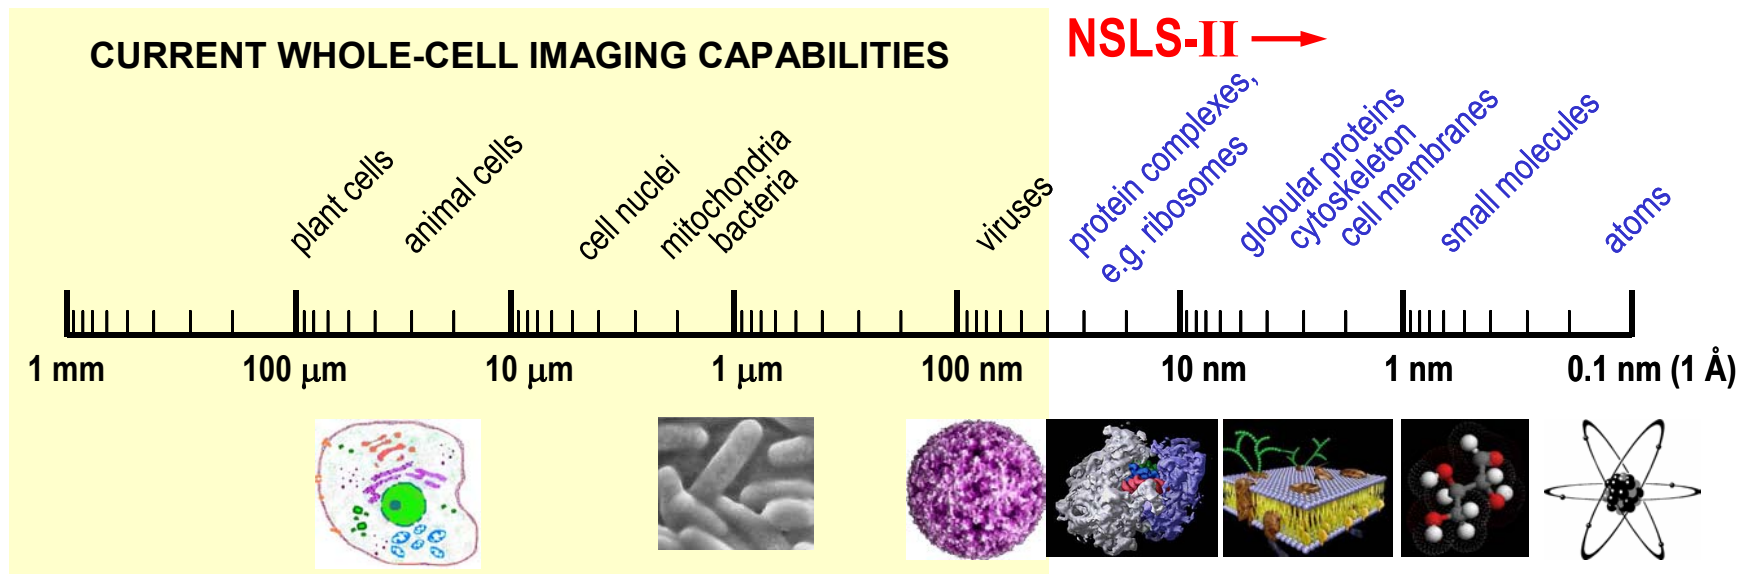 CURRENT WHOLE-CELL IMAGING CAPABILITIES
NSLS-II
plant cells
animal cells
cell nuclei
mitochondria
bacteria
viruses
protein complexes,
e.g. ribosomes
globular proteins
cytoskeleton
cell membranes
small molecules
atoms
1 mm
100 μm
10 μm
1 μm
100 nm
10 nm
1 nm
0.1 nm (1 Å)